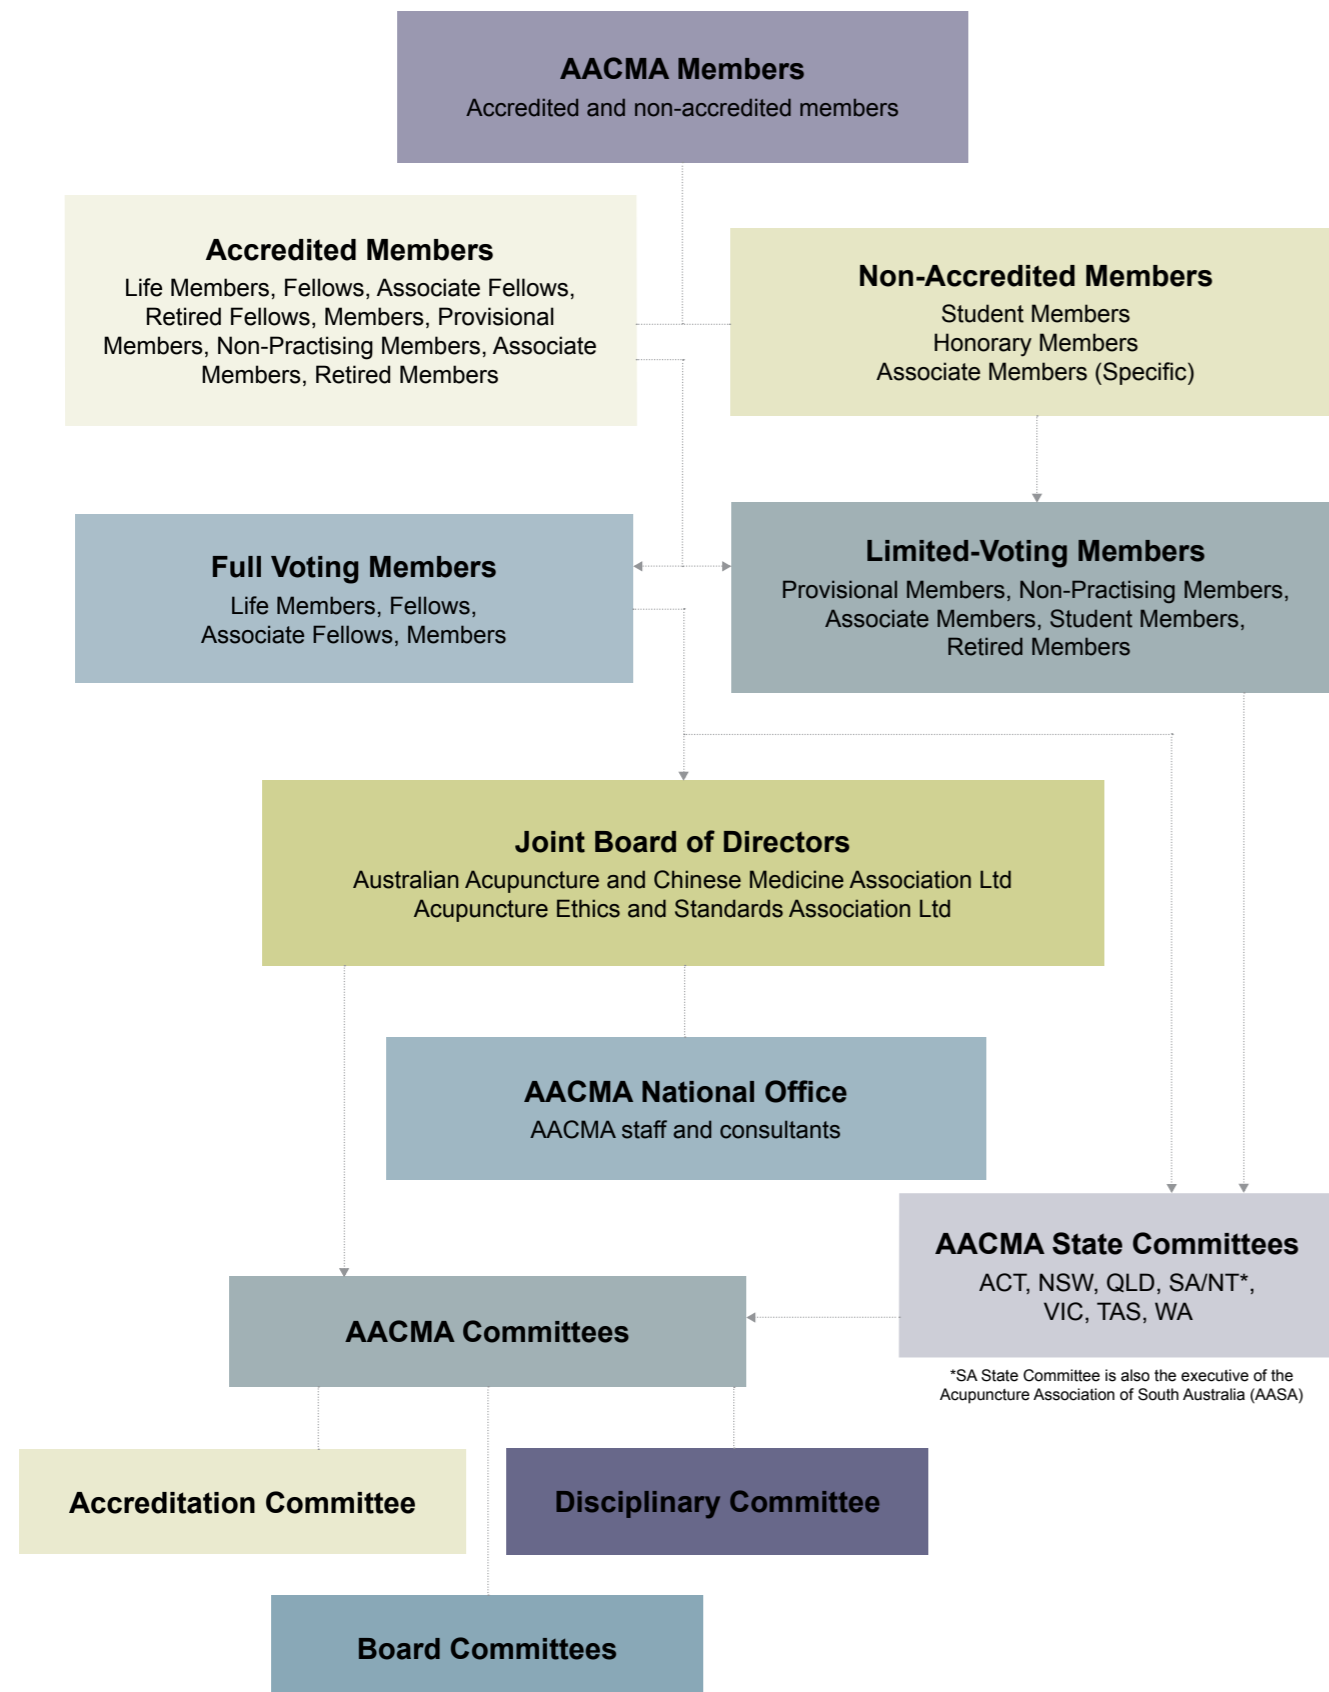 AACMA Members
Accredited and non-accredited members
Accredited Members
Life Members, Fellows, Associate Fellows,
Retired Fellows, Members, Provisional
Members, Non-Practising Members, Associate
Members, Retired Members
Non-Accredited Members
Student Members
Honorary Members
Associate Members (Specific)
Full Voting Members
Life Members, Fellows,
Associate Fellows, Members
Limited-Voting Members
Provisional Members, Non-Practising Members,
Associate Members, Student Members,
Retired Members
Joint Board of Directors
Australian Acupuncture and Chinese Medicine Association Ltd
Acupuncture Ethics and Standards Association Ltd
AACMA National Office
AACMA staff and consultants
AACMA State Committees
ACT, NSW, QLD, SA/NT*,
VIC, TAS, WA
*SA State Committee is also the executive of the
Acupuncture Association of South Australia (AASA)
AACMA Committees
Accreditation Committee
Disciplinary Committee
Board Committees